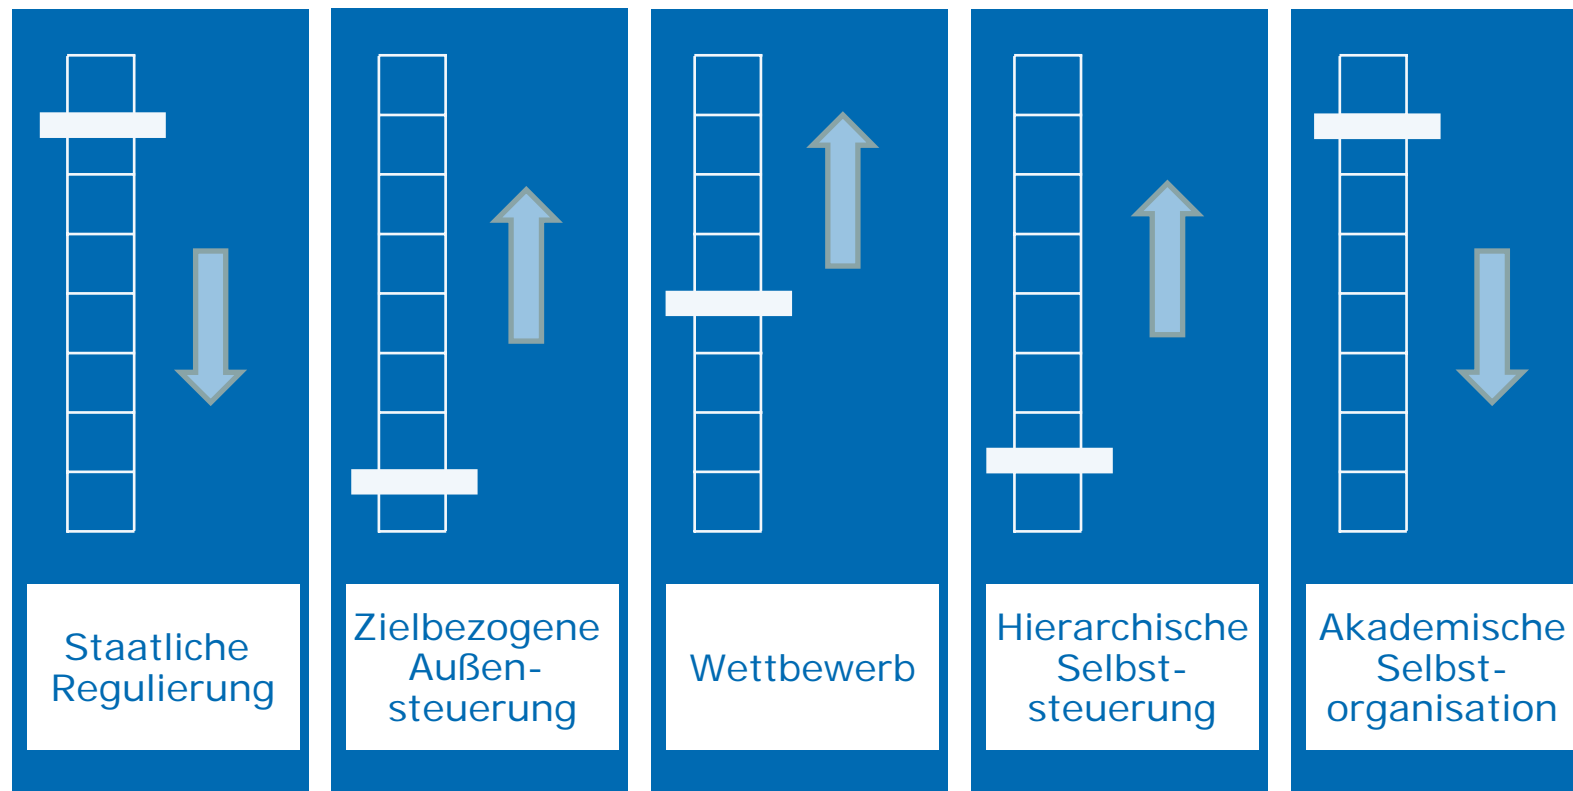 Staatliche
Regulierung
Zielbezogene
Außen-
steuerung
Wettbewerb
Hierarchische
Selbst-
steuerung
Akademische
Selbst-
organisation